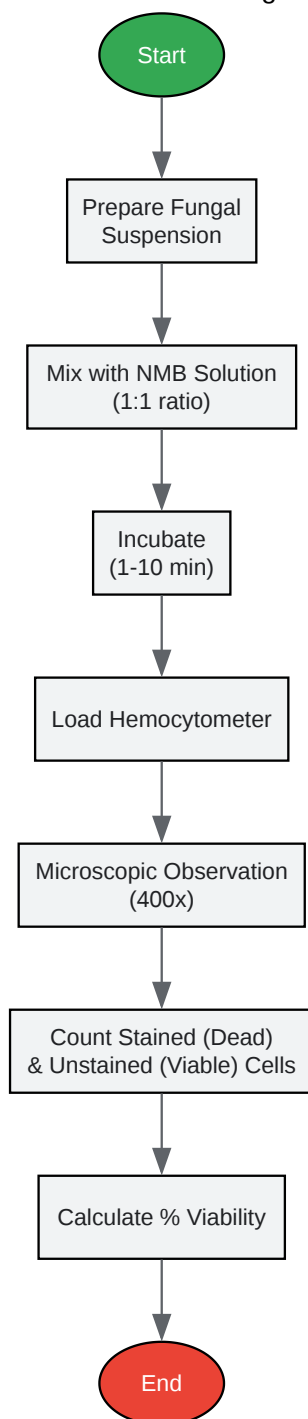 Start
Prepare Fungal
Suspension
Mix with NMB Solution
(1:1 ratio)
Incubate
(1-10 min)
Load Hemocytometer
Microscopic Observation
(400x)
Count Stained (Dead)
& Unstained (Viable) Cells
Calculate % Viability
End